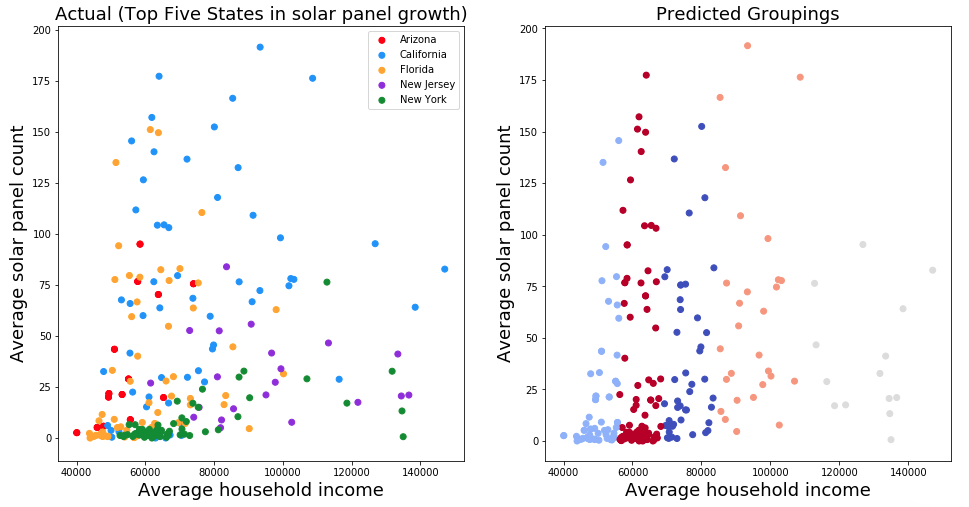 Actual (Top Five States in solar panel growth)
Arizona
California
Florida
New Jersey
New York
200
175
150
125
100
75
50
25
0
Average solar panel count
40000 60000 80000 100000 120000 140000
Average household income
Predicted Groupings
200
175
150
125
100
75
50
25
0
Average solar panel count
40000 60000 80000 100000 120000 140000
Average household income